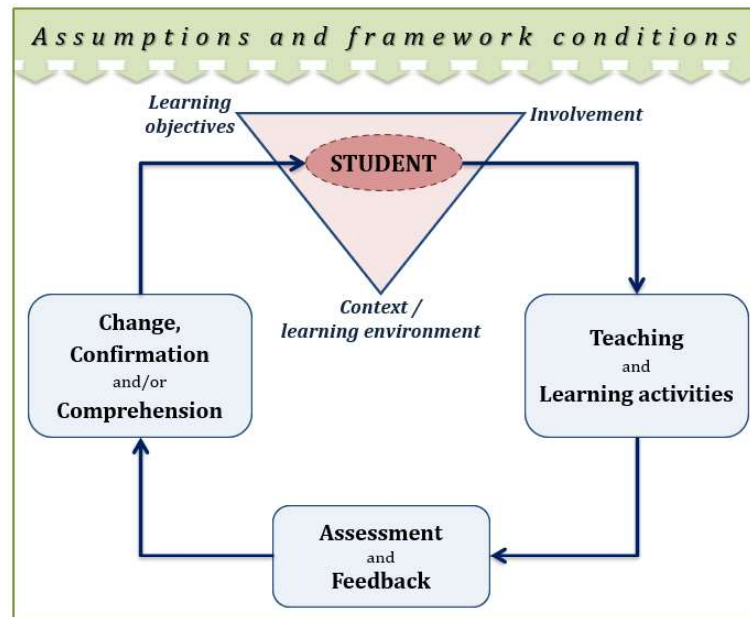 Assumptions and framework conditions
Learning
objectives
Involvement
STUDENT
Context /
learning environment
Change,
Confirmation
and/or
Comprehension
Teaching
and
Learning activities
Assessment
and
Feedback